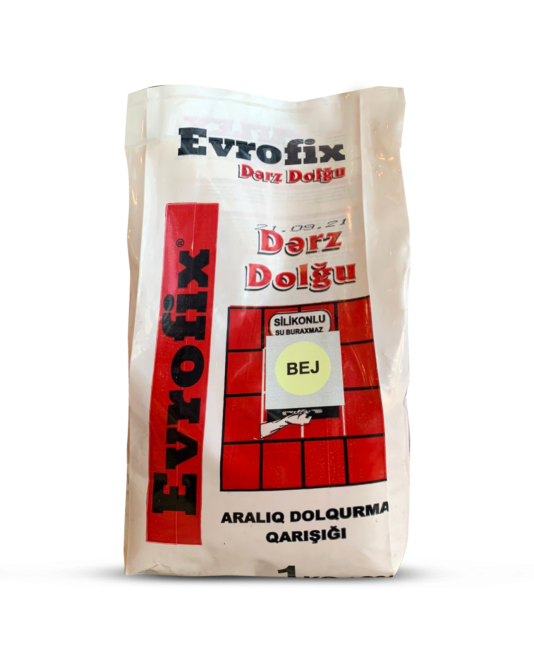 Evrofix
Dərz Dolğu
21.09.21
Dərz
Dolğu
Evrofix®
SİLİKONLU
SU BURAXMAZ
BEJ
ARALIQ DOLQURMA
QARIŞIĞI